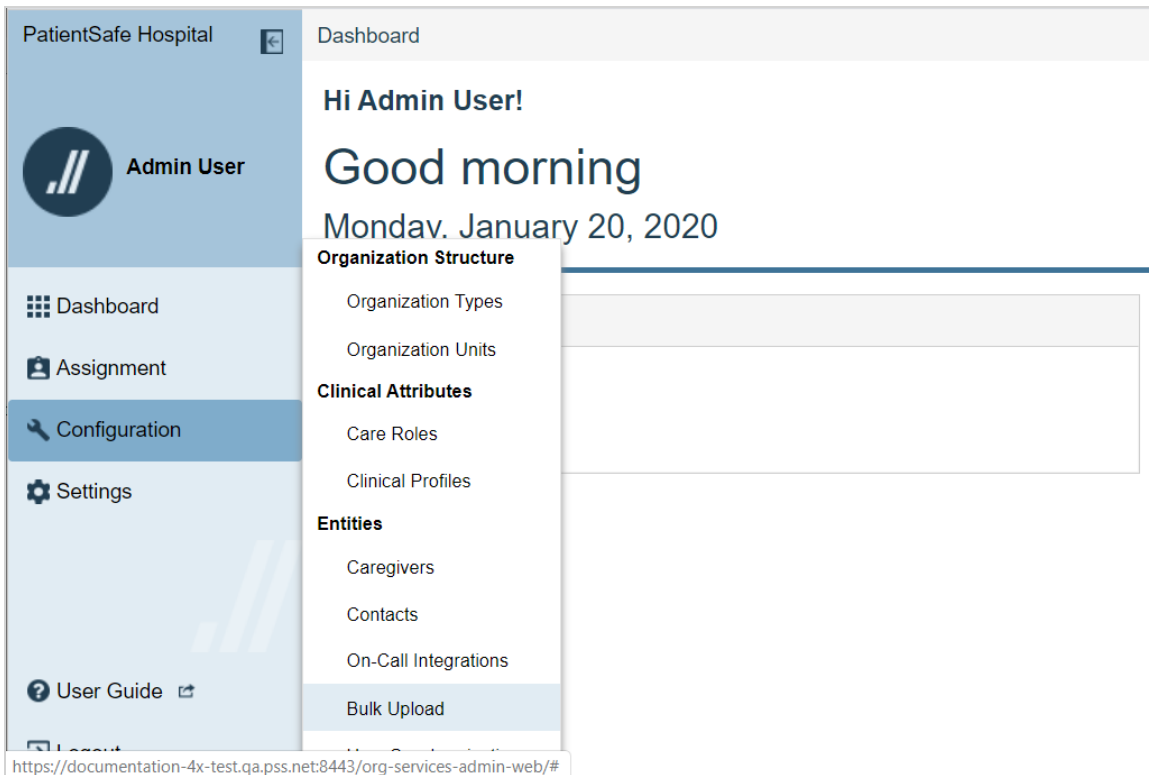 PatientSafe Hospital
Dashboard
Admin User
Hi Admin User!
Good morning
Monday, January 20, 2020
Dashboard
Assignment
Configuration
Settings
User Guide
Logout
Organization Structure
Organization Types
Organization Units
Clinical Attributes
Care Roles
Clinical Profiles
Entities
Caregivers
Contacts
On-Call Integrations
Bulk Upload
https://documentation-4x-test.qa.pss.net:8443/org-services-admin-web/#